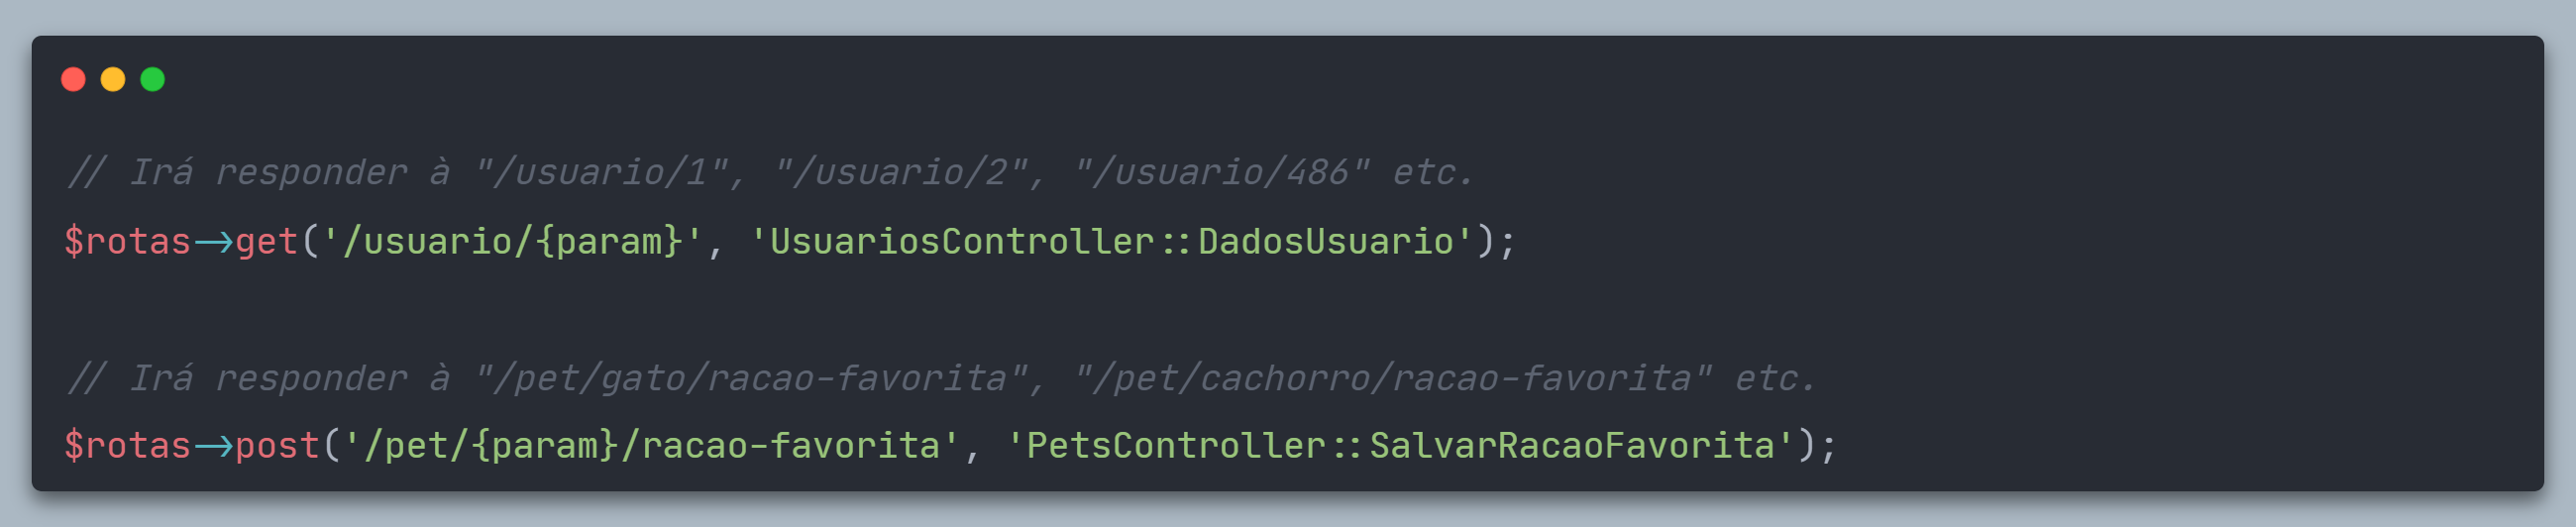 // Irá responder à "/usuario/1", "/usuario/2", "/usuario/486" etc.
$rotas->get('/usuario/{param}', 'UsuariosController::DadosUsuario');
// Irá responder à "/pet/gato/racao-favorita", "/pet/cachorro/racao-favorita" etc.
$rotas->post('/pet/{param}/racao-favorita', 'PetsController::SalvarRacaoFavorita');